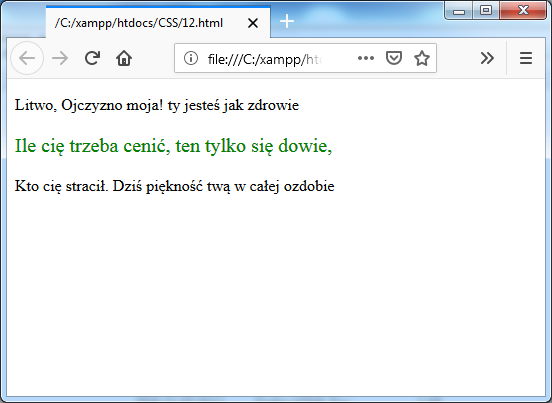 /C:/xampp/htdocs/CSS/12.html
file:///C:/xampp/ht
Litwo, Ojczyzno moja! ty jesteś jak zdrowie
Ile cię trzeba cenić, ten tylko się dowie,
Kto cię stracił. Dziś piękność twą w całej ozdobie